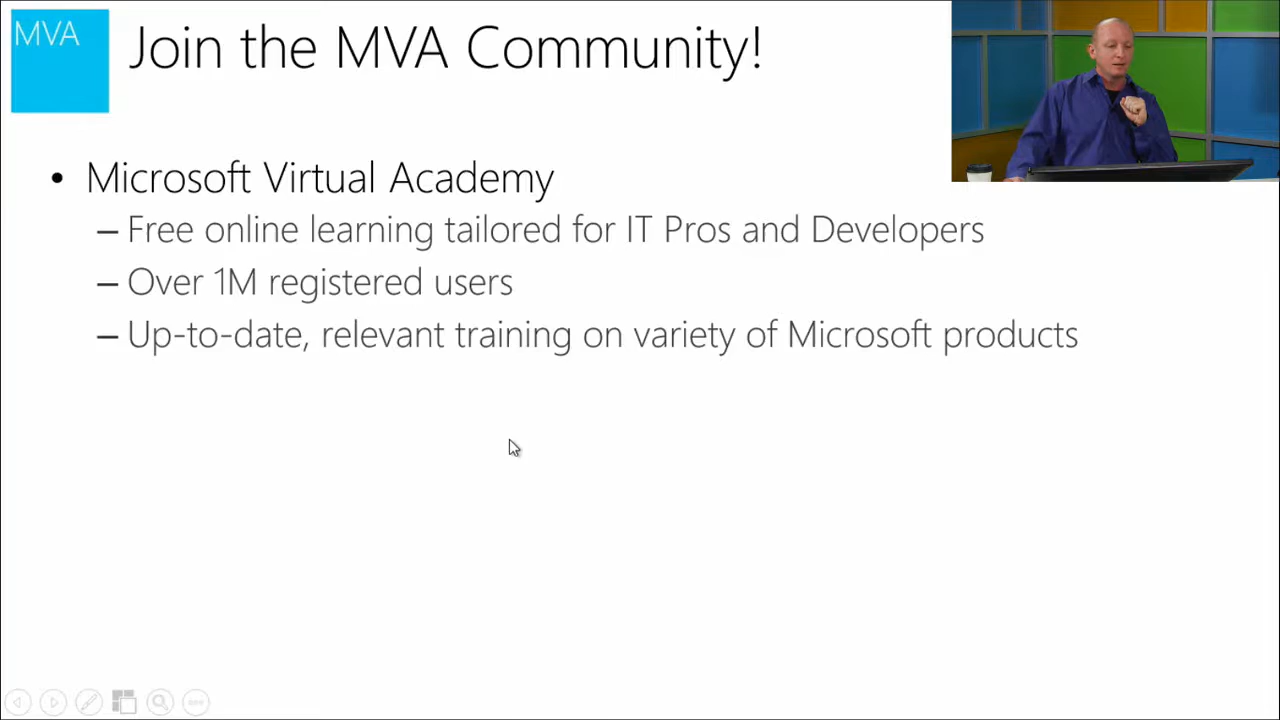 MVA
Join the MVA Community!
• Microsoft Virtual Academy
– Free online learning tailored for IT Pros and Developers
– Over 1M registered users
– Up-to-date, relevant training on variety of Microsoft products